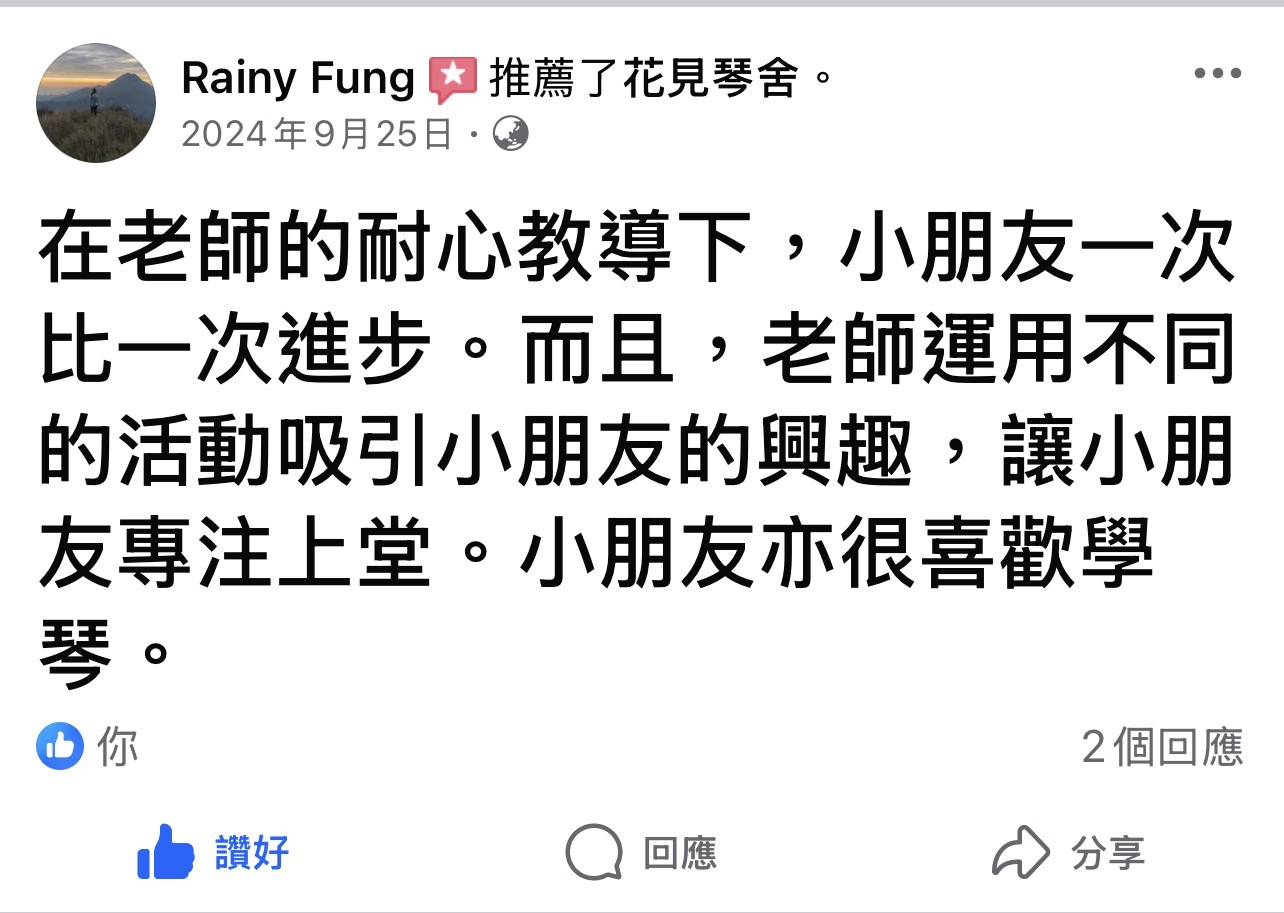 Rainy Fung 推薦了花見琴舍。
2024年9月25日 ·
在老師的耐心教導下，小朋友一次
比一次進步。而且，老師運用不同
的活動吸引小朋友的興趣，讓小朋
友專注上堂。小朋友亦很喜歡學
琴。
你
2個回應
讚好
回應
分享